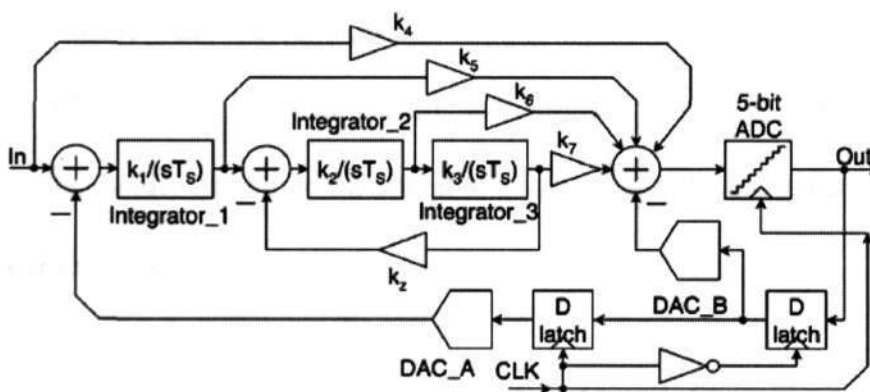 k4
k5
k6
5-bit
ADC
Integrator_2
k7
In
Out
k1/(sTS)
k2/(sTS)
k3/(sTS)
Integrator_1
Integrator_3
kz
D
latch
DAC_B
D
latch
DAC_A
CLK